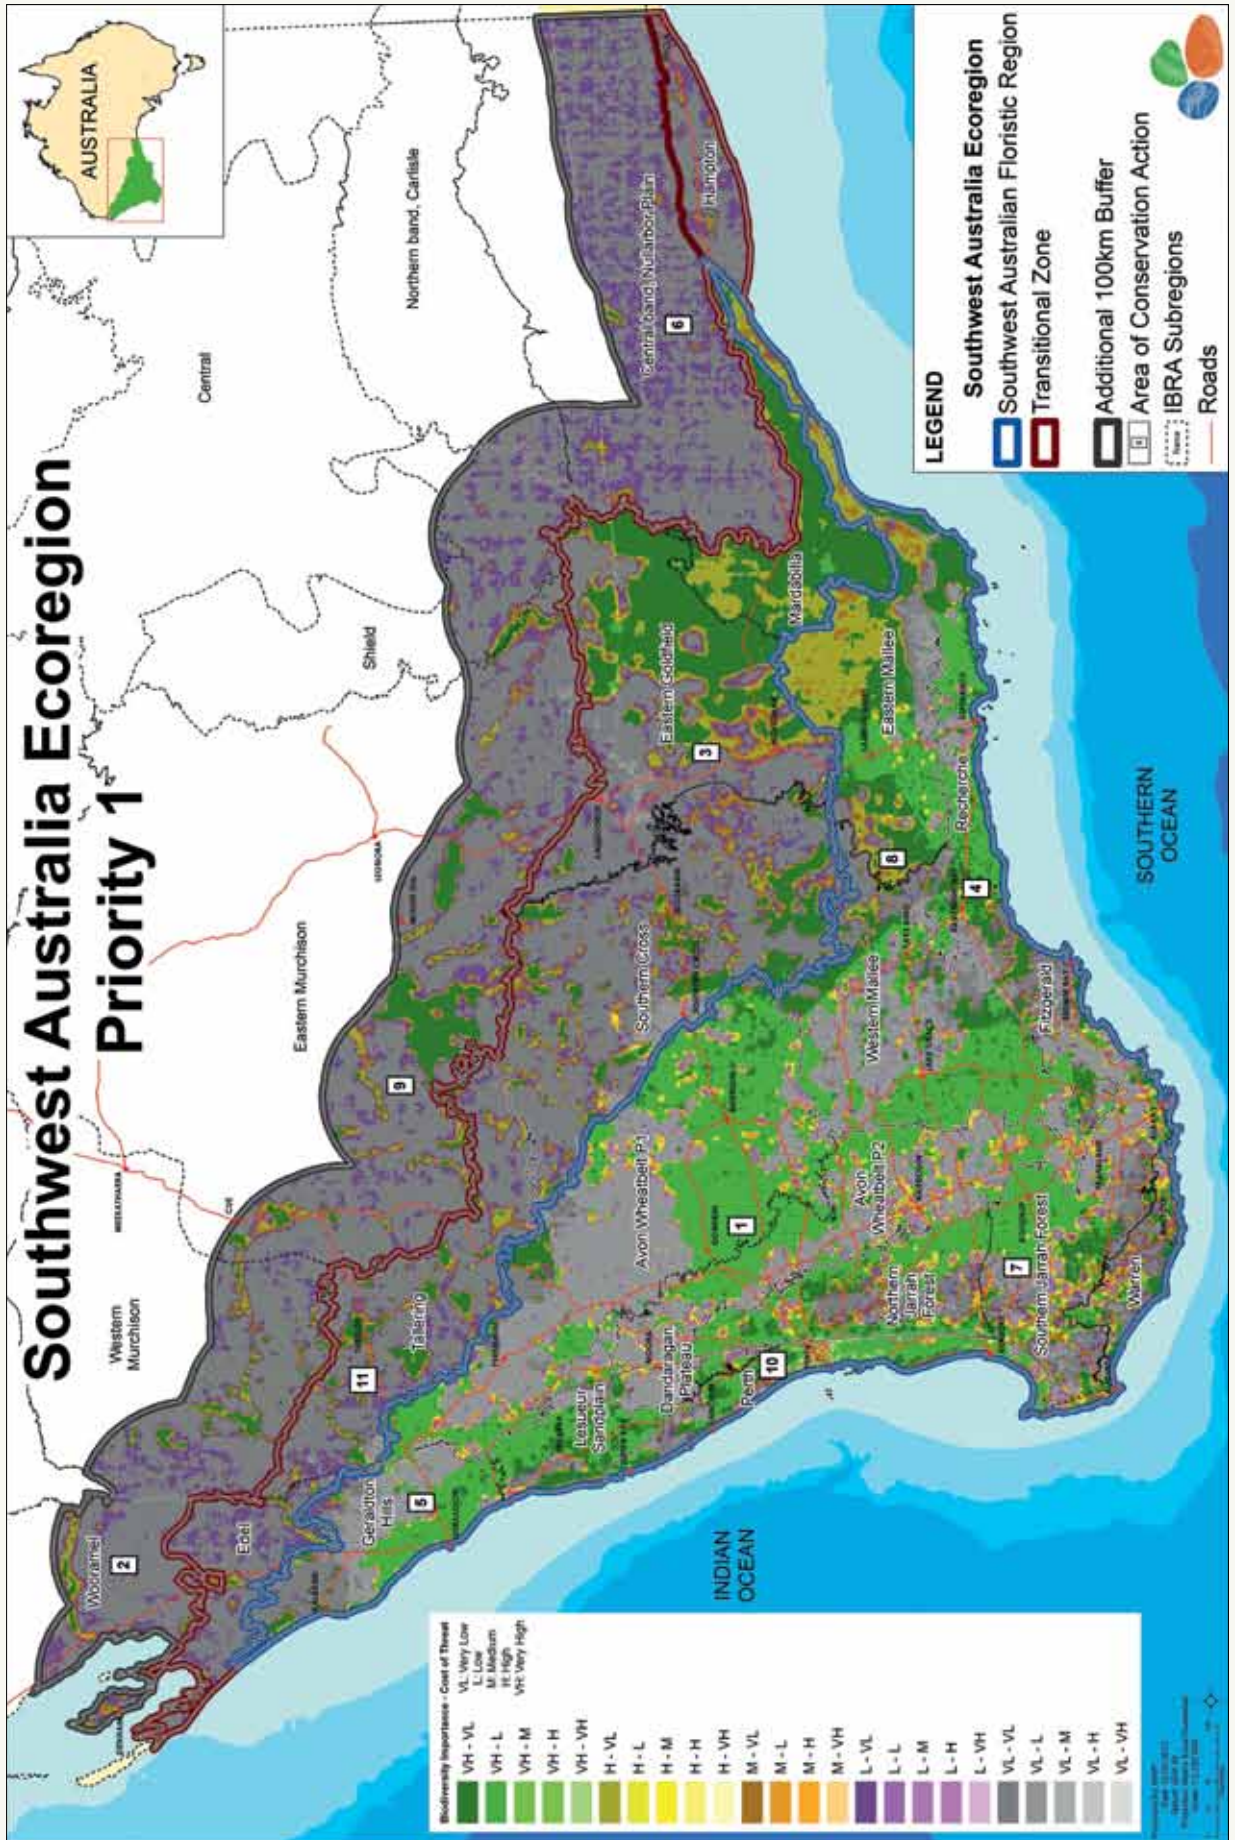 Southwest Australia Ecoregion
Priority 1
AUSTRALIA
Central
Northern band, Carlisle
Shield
Eastern Murchison
Western
Murchison
MEEKATHARRA
CUE
LEONORA
Central band, Nullarbor Plain
Hampton
6
Wooramel
2
Edel
Geraldton
Hills
5
11
Tallering
9
Southern Cross
Eastern Goldfield
3
Mardabilla
Eastern Mallee
8
Recherche
4
Western Mallee
Fitzgerald
Avon Wheatbelt P1
1
Avon
Wheatbelt P2
Lesueur
Sandplain
Dandaragan
Plateau
Perth
10
Northern
Jarrah
Forest
7
Southern Jarrah Forest
Warren
INDIAN
OCEAN
SOUTHERN
OCEAN
LEGEND
Southwest Australia Ecoregion
Southwest Australian Floristic Region
Transitional Zone
Additional 100km Buffer
Area of Conservation Action
IBRA Subregions
Roads
Biodiversity Importance - Cost of Threat
VL: Very Low
L: Low
M: Medium
H: High
VH: Very High
VH - VL
VH - L
VH - M
VH - H
VH - VH
H - VL
H - L
H - M
H - H
H - VH
M - VL
M - L
M - M
M - H
M - VH
L - VL
L - L
L - M
L - H
L - VH
VL - VL
VL - L
VL - M
VL - H
VL - VH